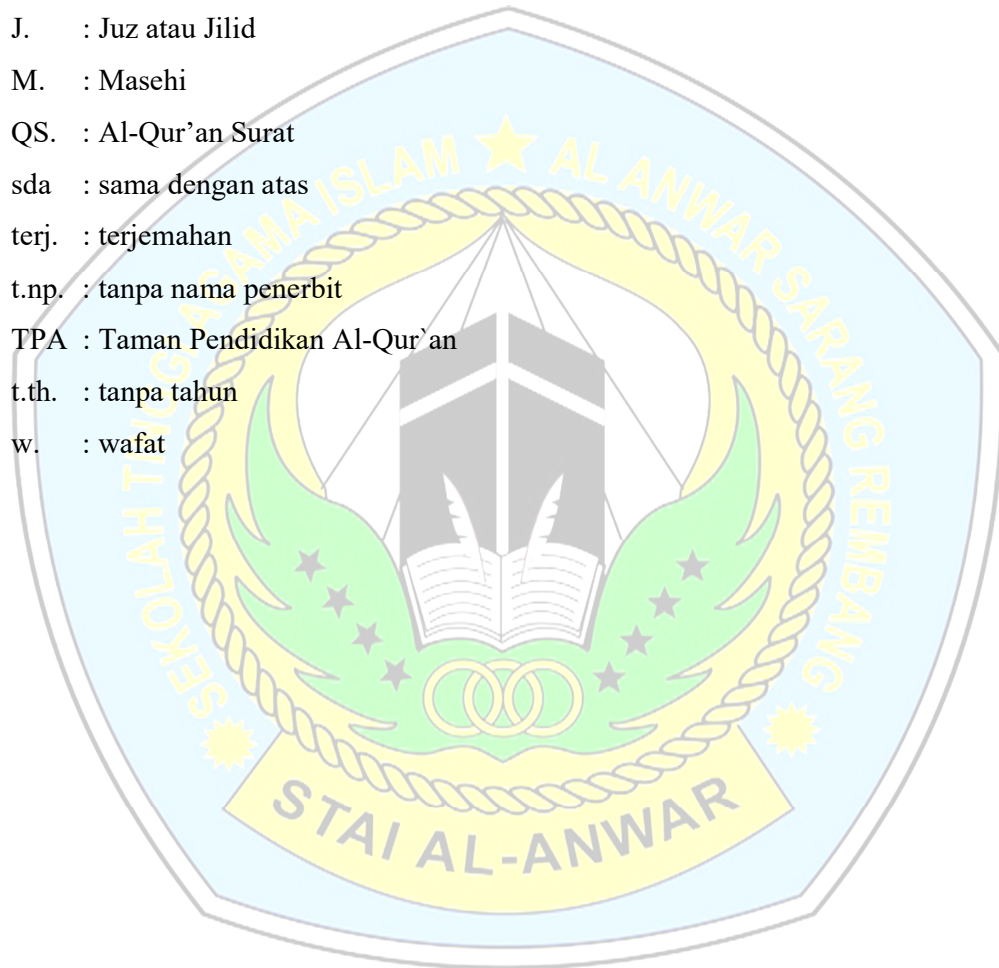 J. : Juz atau Jilid
M. : Masehi
QS. : Al-Qur’an Surat
sda : sama dengan atas
terj. : terjemahan
t.np. : tanpa nama penerbit
TPA : Taman Pendidikan Al-Qur`an
t.th. : tanpa tahun
w. : wafat
SEKOLAH TINGGI AGAMA ISLAM ★ AL ANWAR SARANG REMBANG
STAI AL-ANWAR